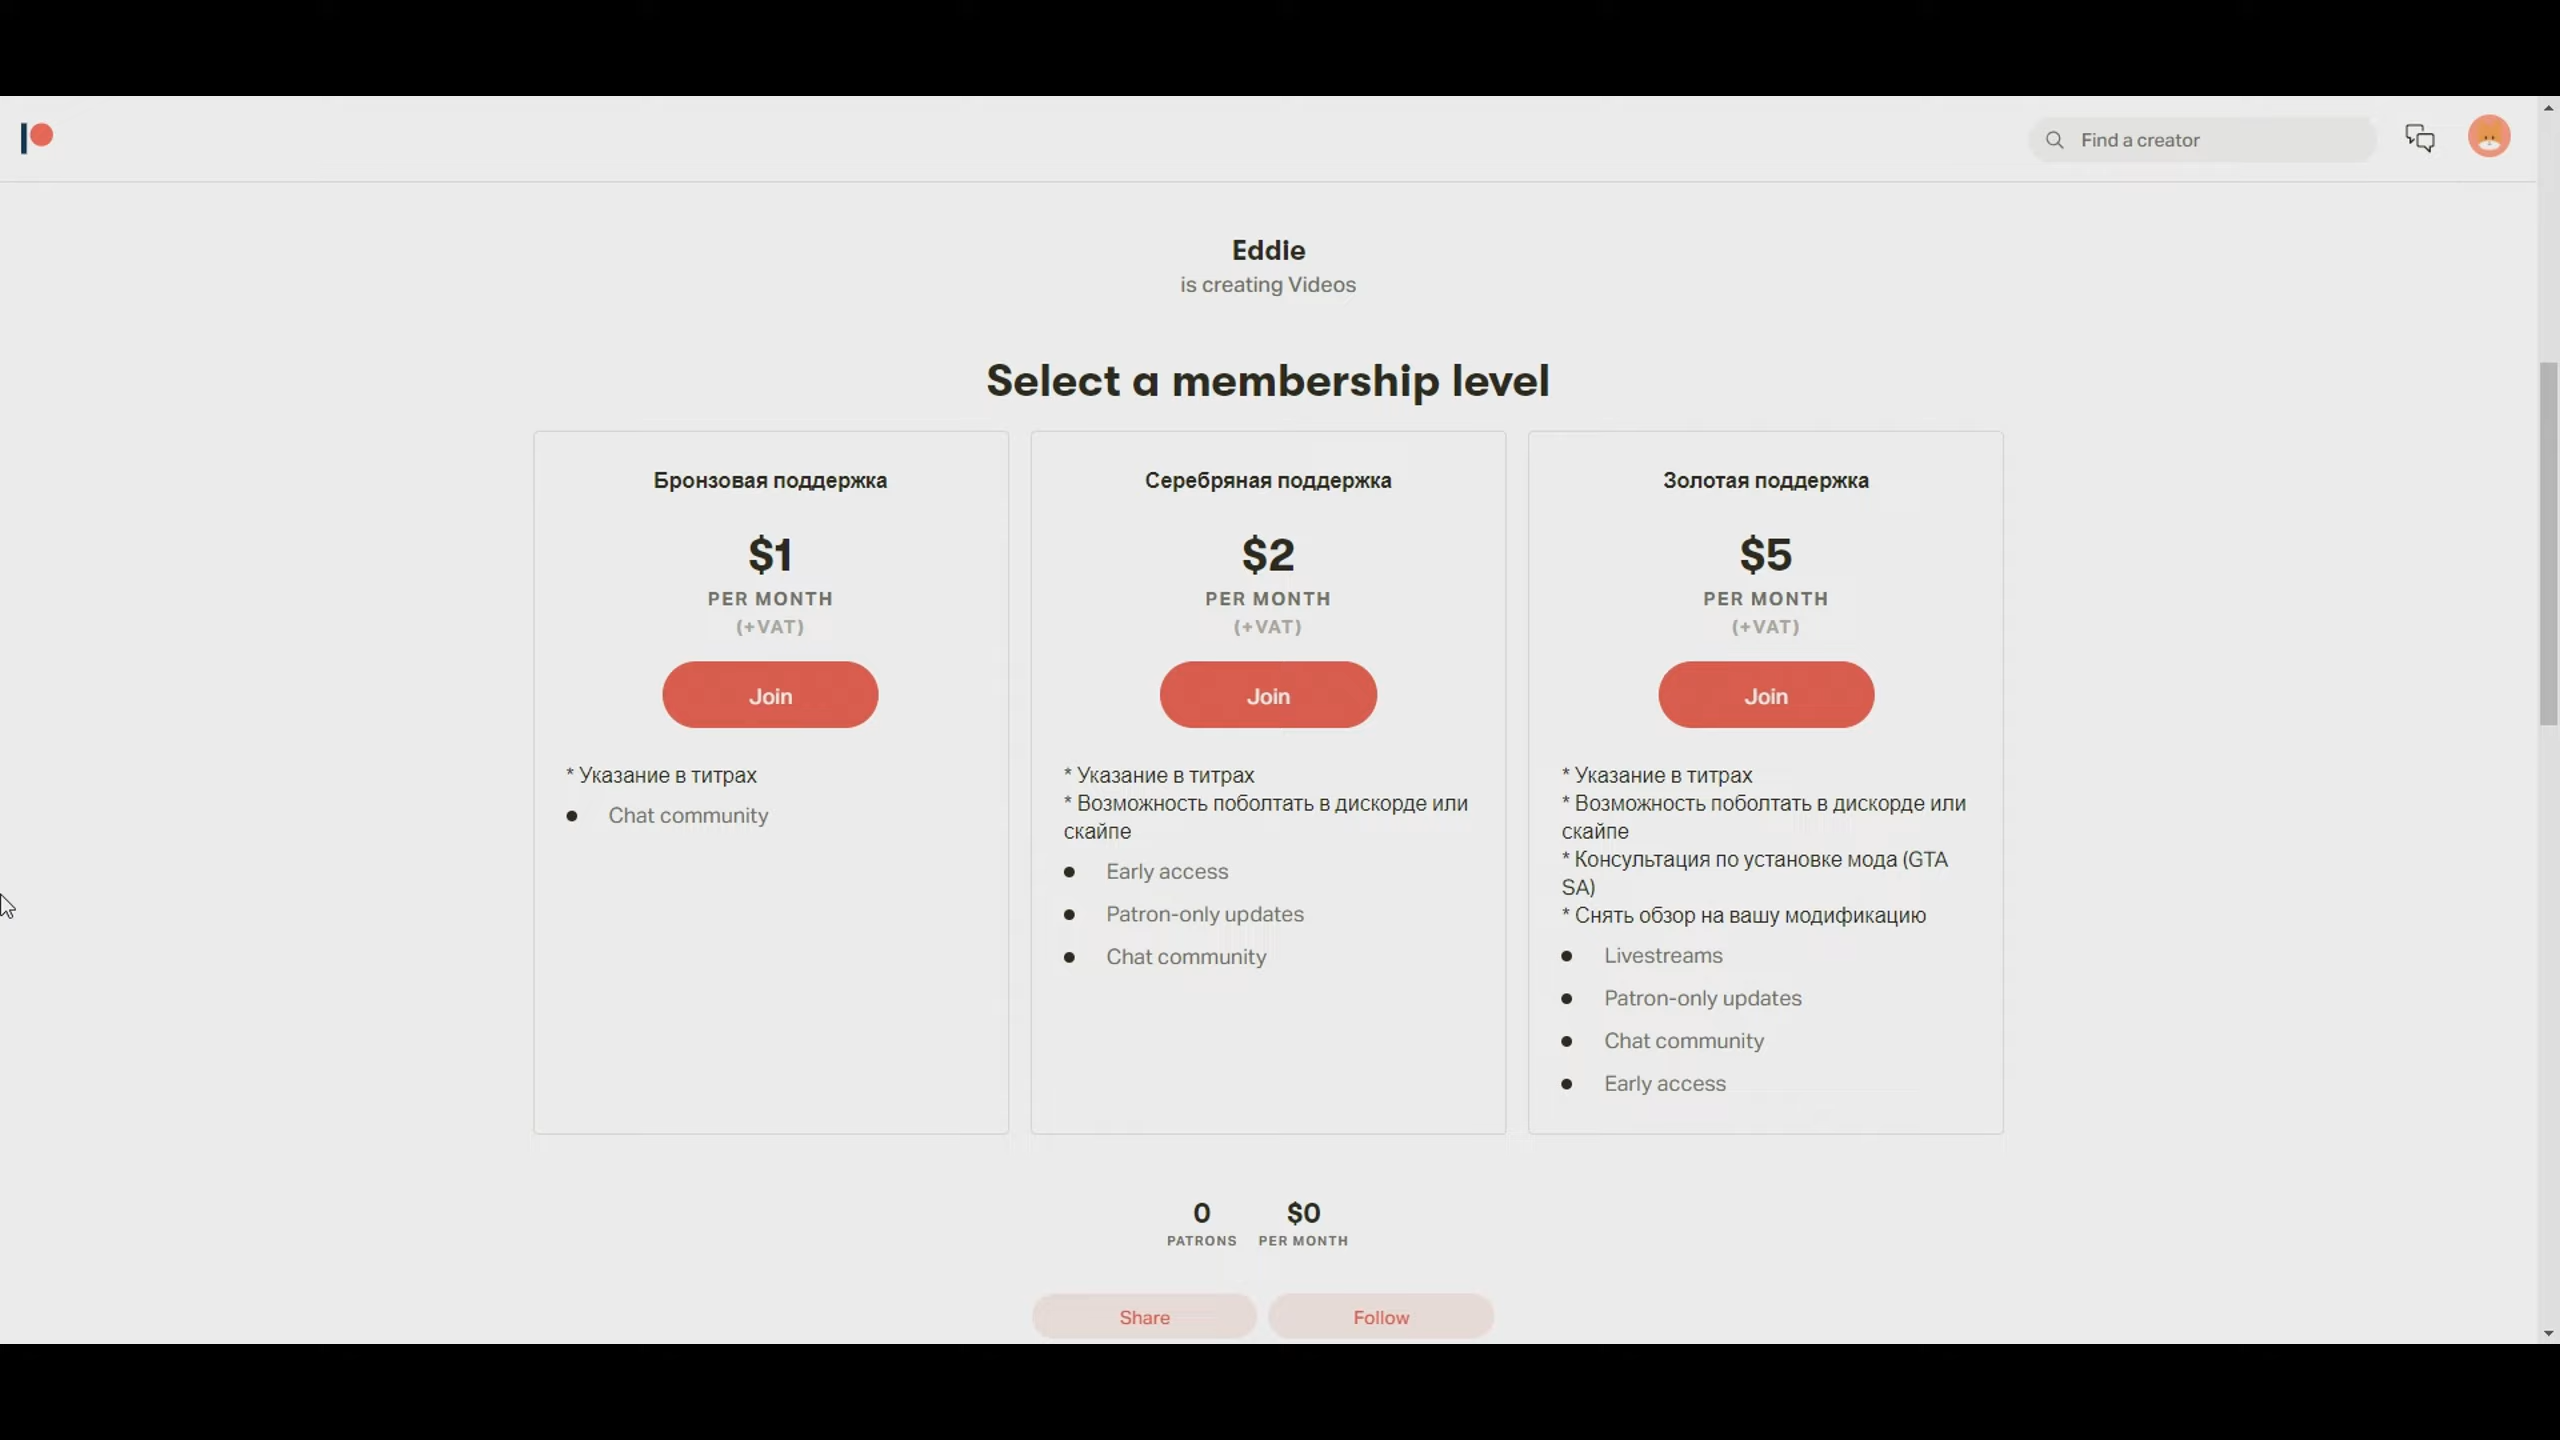 Find a creator
Eddie
is creating Videos
Select a membership level
Бронзовая поддержка
$1
PER MONTH
(+VAT)
Join
* Указание в титрах
Chat community
Серебряная поддержка
$2
PER MONTH
(+VAT)
Join
* Указание в титрах
* Возможность поболтать в дискорде или
скайпе
Early access
Patron-only updates
Chat community
Золотая поддержка
$5
PER MONTH
(+VAT)
Join
* Указание в титрах
* Возможность поболтать в дискорде или
скайпе
* Консультация по установке мода (GTA
SA)
* Снять обзор на вашу модификацию
Livestreams
Patron-only updates
Chat community
Early access
0 $0
PATRONS PER MONTH
Share Follow